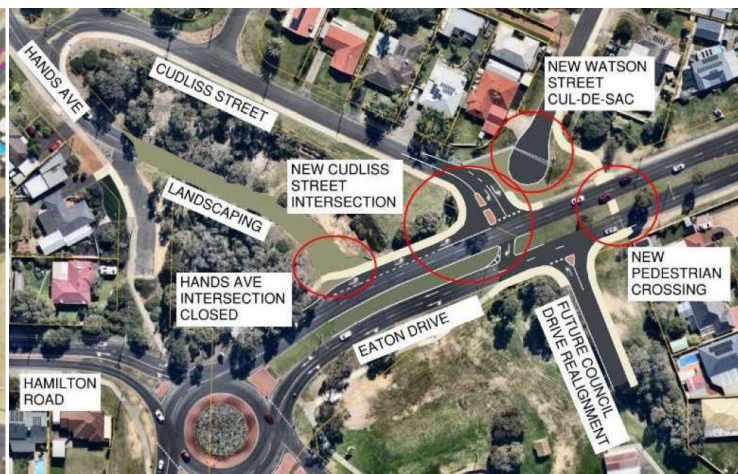 HANDS AVE
CUDLISS STREET
NEW WATSON
STREET
CUL-DE-SAC
NEW CUDLISS
STREET
INTERSECTION
LANDSCAPING
HANDS AVE
INTERSECTION
CLOSED
NEW
PEDESTRIAN
CROSSING
EATON DRIVE
FUTURE COUNCIL
DRIVE REALIGNMENT
HAMILTON
ROAD